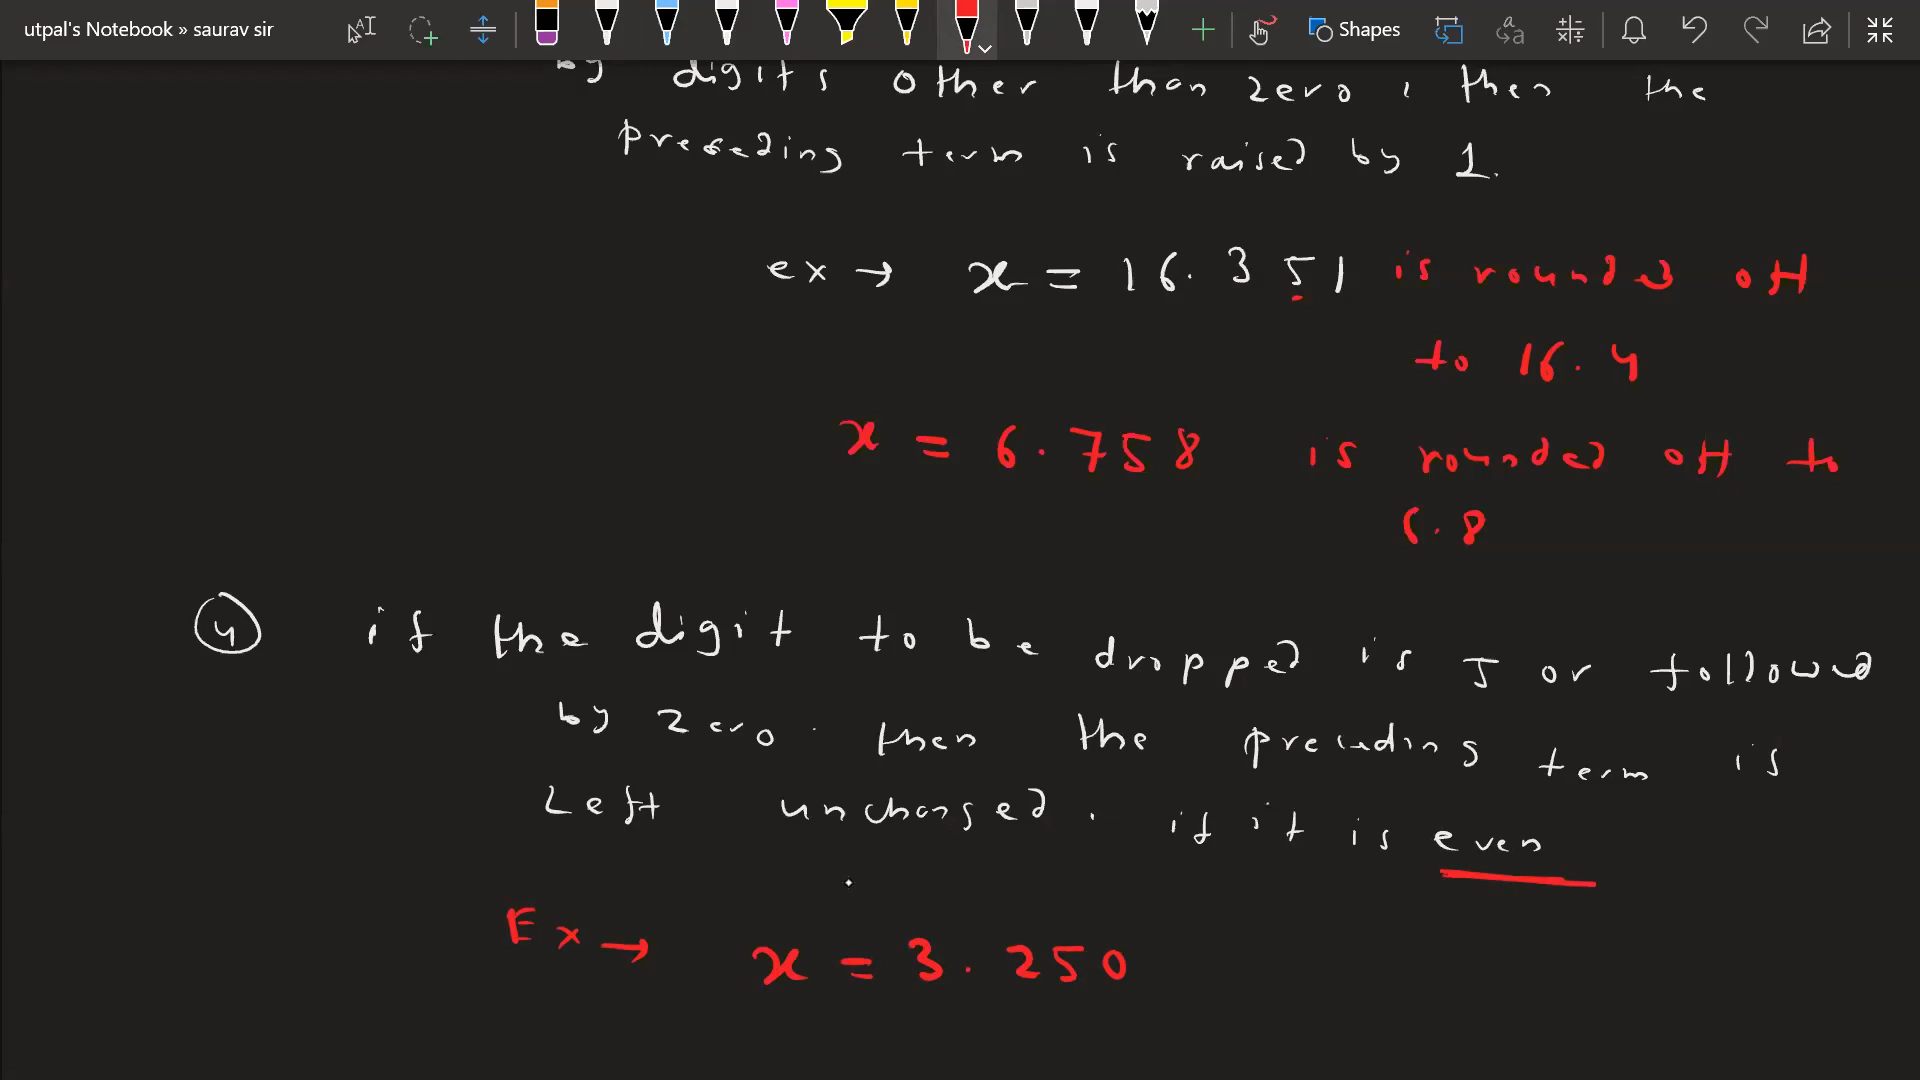 utpal's Notebook » saurav sir
Shapes
by digits other than zero, then the
preceding term is raised by 1.
ex → x = 16.351 is rounded off
to 16.4
x = 6.758 is rounded off to
6.8
④ if the digit to be dropped is 5 or followed
by zero. then the preceding term is
Left unchanged. if it is even
Ex → x = 3.250